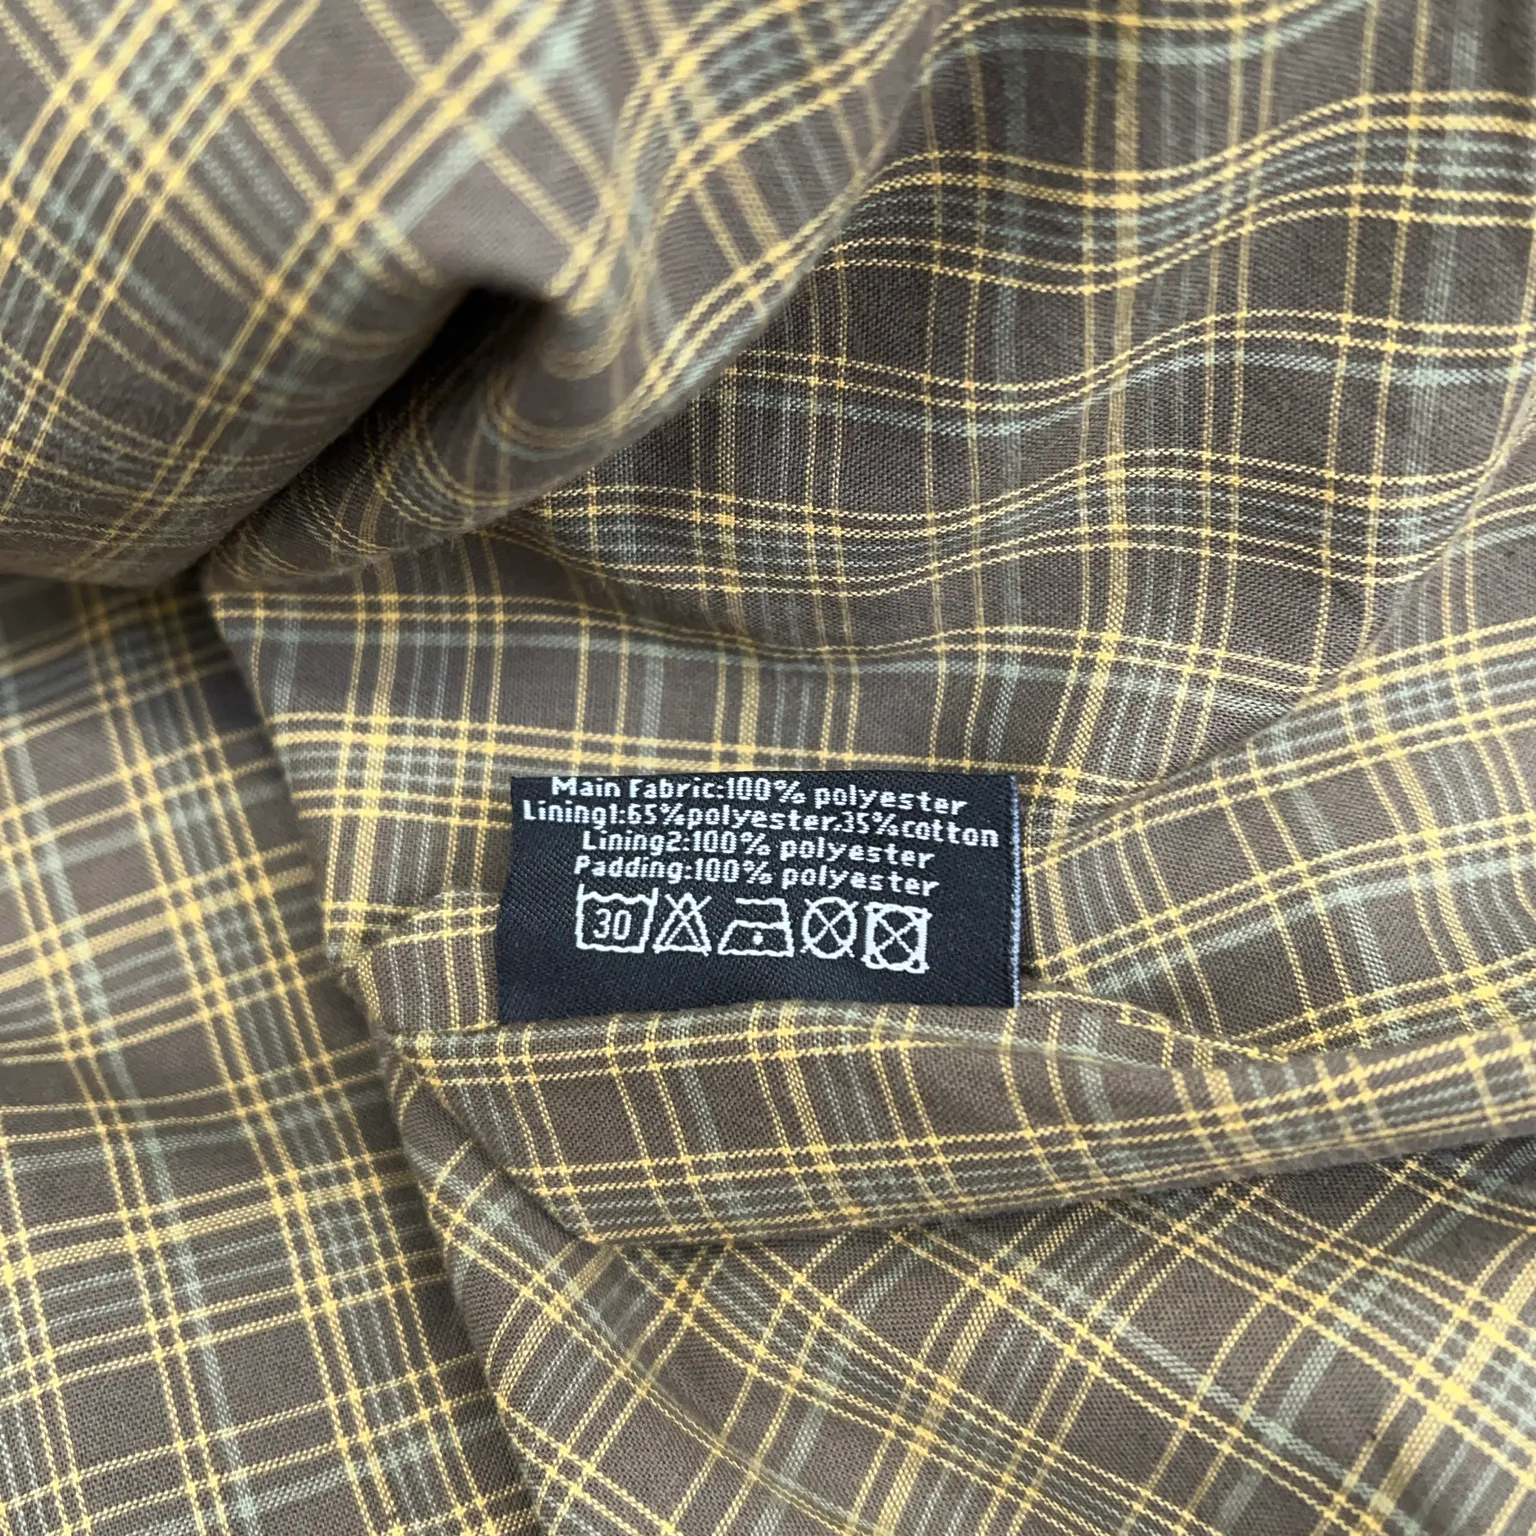 Main Fabric:100% polyester
Lining1:65%polyester.35%cotton
Lining2:100% polyester
Padding:100% polyester
30